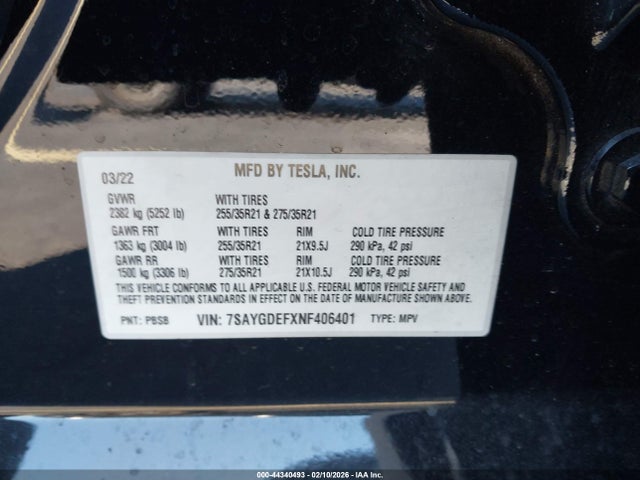 MFD BY TESLA, INC.
03/22
GVWR WITH TIRES
2382 kg (5252 lb) 255/35R21 & 275/35R21
GAWR FRT WITH TIRES RIM COLD TIRE PRESSURE
1363 kg (3004 lb) 255/35R21 21X9.5J 290 kPa, 42 psi
GAWR RR WITH TIRES RIM COLD TIRE PRESSURE
1500 kg (3306 lb) 275/35R21 21X10.5J 290 kPa, 42 psi
THIS VEHICLE CONFORMS TO ALL APPLICABLE U.S. FEDERAL MOTOR VEHICLE SAFETY AND
THEFT PREVENTION STANDARDS IN EFFECT ON THE DATE OF MANUFACTURE SHOWN ABOVE.
PNT: PBSB VIN: 7SAYGDEFXNF406401 TYPE: MPV
000-44340493 - 02/10/2026 - IAA Inc.